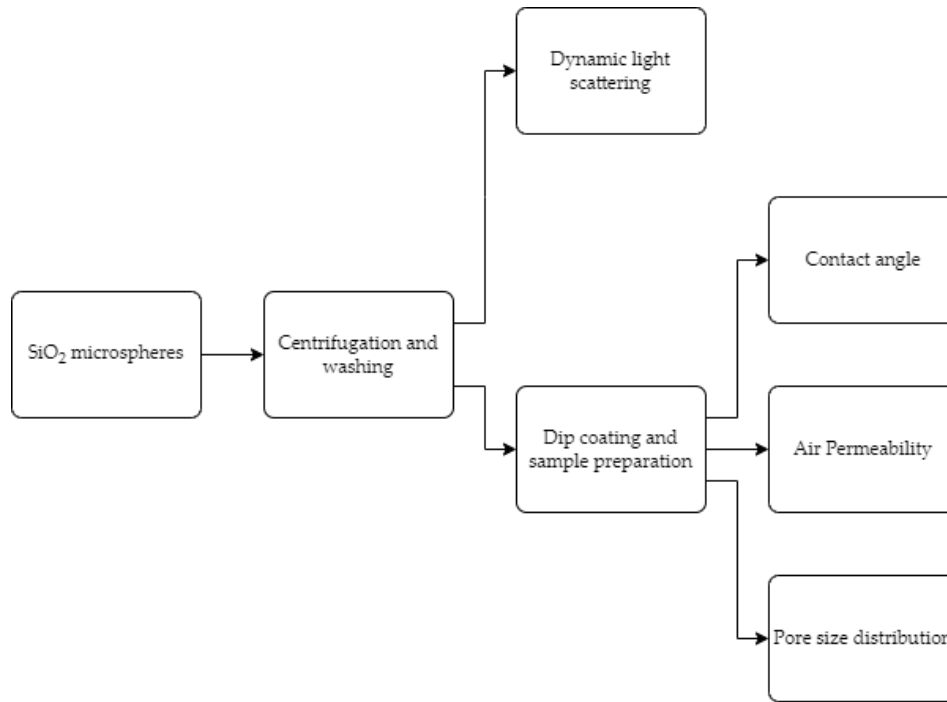 Dynamic light
scattering
Contact angle
SiO₂ microspheres
Centrifugation and
washing
Dip coating and
sample preparation
Air Permeability
Pore size distribution